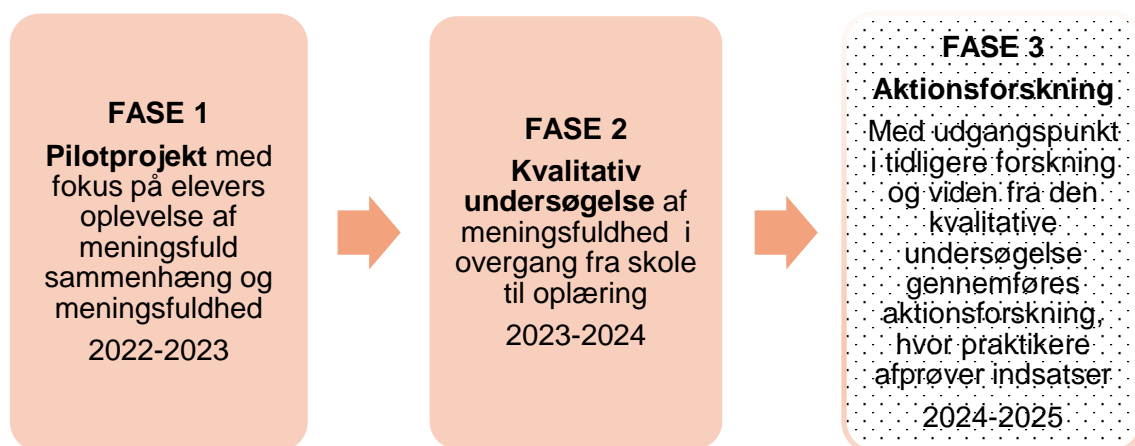 FASE 1
Pilotprojekt med
fokus på elevers
oplevelse af
meningsfuld
sammenhæng og
meningsfuldhed
2022-2023
FASE 2
Kvalitativ
undersøgelse af
meningsfuldhed i
overgang fra skole
til oplæring
2023-2024
FASE 3
Aktionsforskning
Med udgangspunkt
i tidligere forskning
og viden fra den
kvalitative
undersøgelse
gennemføres
aktionsforskning,
hvor praktikere
afprøver indsatser
2024-2025